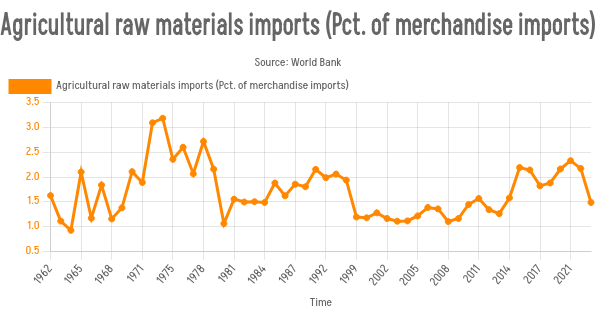 Agricultural raw materials imports (Pct. of merchandise imports)
Source: World Bank
Agricultural raw materials imports (Pct. of merchandise imports)
3.5
3.0
2.5
2.0
1.5
1.0
0.5
1962 1965 1968 1971 1975 1978 1981 1984 1987 1992 1999 2002 2005 2008 2011 2014 2017 2021
Time